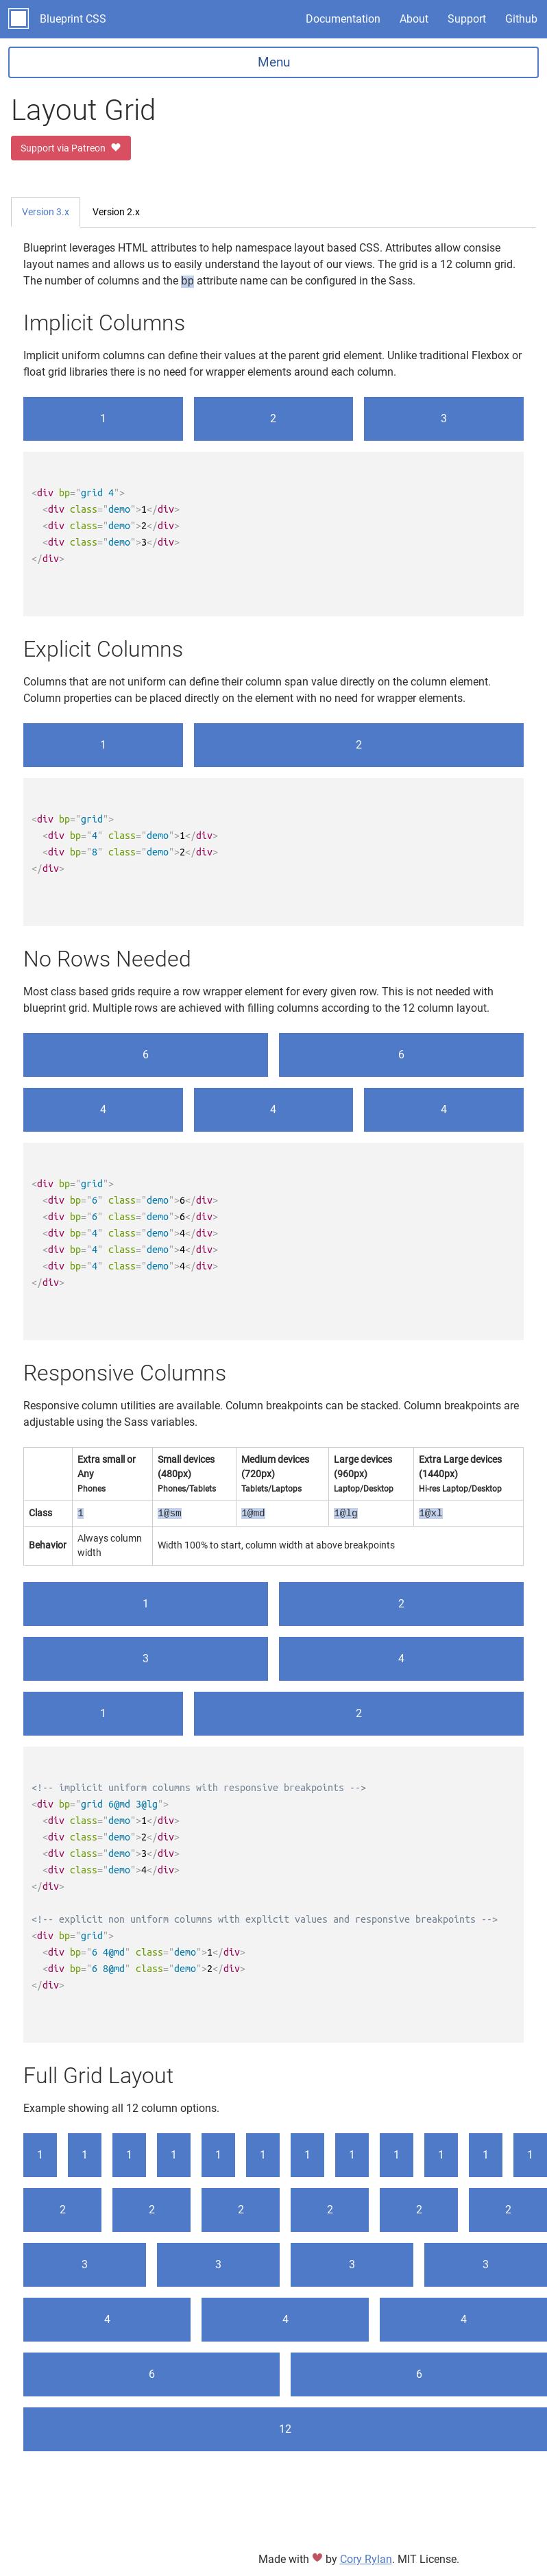 Blueprint CSS Documentation About Support Github
Menu
Layout Grid
Support via Patreon
Version 3.x Version 2.x
Blueprint leverages HTML attributes to help namespace layout based CSS. Attributes allow consise
layout names and allows us to easily understand the layout of our views. The grid is a 12 column grid.
The number of columns and the bp attribute name can be configured in the Sass.
Implicit Columns
Implicit uniform columns can define their values at the parent grid element. Unlike traditional Flexbox or
float grid libraries there is no need for wrapper elements around each column.
1 2 3
<div bp="grid 4">
<div class="demo">1</div>
<div class="demo">2</div>
<div class="demo">3</div>
</div>
Explicit Columns
Columns that are not uniform can define their column span value directly on the column element.
Column properties can be placed directly on the element with no need for wrapper elements.
1 2
<div bp="grid">
<div bp="4" class="demo">1</div>
<div bp="8" class="demo">2</div>
</div>
No Rows Needed
Most class based grids require a row wrapper element for every given row. This is not needed with
blueprint grid. Multiple rows are achieved with filling columns according to the 12 column layout.
6 6
4 4 4
<div bp="grid">
<div bp="6" class="demo">6</div>
<div bp="6" class="demo">6</div>
<div bp="4" class="demo">4</div>
<div bp="4" class="demo">4</div>
<div bp="4" class="demo">4</div>
</div>
Responsive Columns
Responsive column utilities are available. Column breakpoints can be stacked. Column breakpoints are
adjustable using the Sass variables.
Extra small or Small devices Medium devices Large devices Extra Large devices
Any (480px) (720px) (960px) (1440px)
Phones Phones/Tablets Tablets/Laptops Laptop/Desktop Hi-res Laptop/Desktop
Class 1 1@sm 1@md 1@lg 1@xl
Behavior Always column width Width 100% to start, column width at above breakpoints
1 2
3 4
1 2
<!-- implicit uniform columns with responsive breakpoints -->
<div bp="grid 6@md 3@lg">
<div class="demo">1</div>
<div class="demo">2</div>
<div class="demo">3</div>
<div class="demo">4</div>
</div>
<!-- explicit non uniform columns with explicit values and responsive breakpoints -->
<div bp="grid">
<div bp="6 4@md" class="demo">1</div>
<div bp="6 8@md" class="demo">2</div>
</div>
Full Grid Layout
Example showing all 12 column options.
1 1 1 1 1 1 1 1 1 1 1 1
2 2 2 2 2 2
3 3 3 3
4 4 4
6 6
12
Made with by Cory Rylan. MIT License.